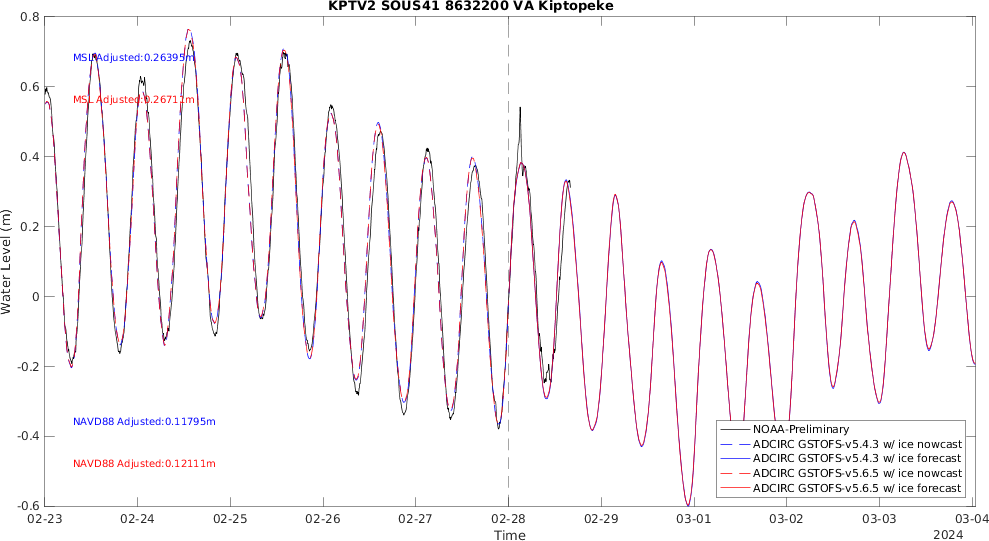 KPTV2 SOUS41 8632200 VA Kiptopeke
MSL Adjusted:0.26395m
MSL Adjusted:0.26711m
NAVD88 Adjusted:0.11795m
NAVD88 Adjusted:0.12111m
Water Level (m)
0.8
0.6
0.4
0.2
0
-0.2
-0.4
-0.6
NOAA-Preliminary
ADCIRC GSTOFS-v5.4.3 w/ ice nowcast
ADCIRC GSTOFS-v5.4.3 w/ ice forecast
ADCIRC GSTOFS-v5.6.5 w/ ice nowcast
ADCIRC GSTOFS-v5.6.5 w/ ice forecast
02-23 02-24 02-25 02-26 02-27 02-28 02-29 03-01 03-02 03-03 03-04
Time
2024